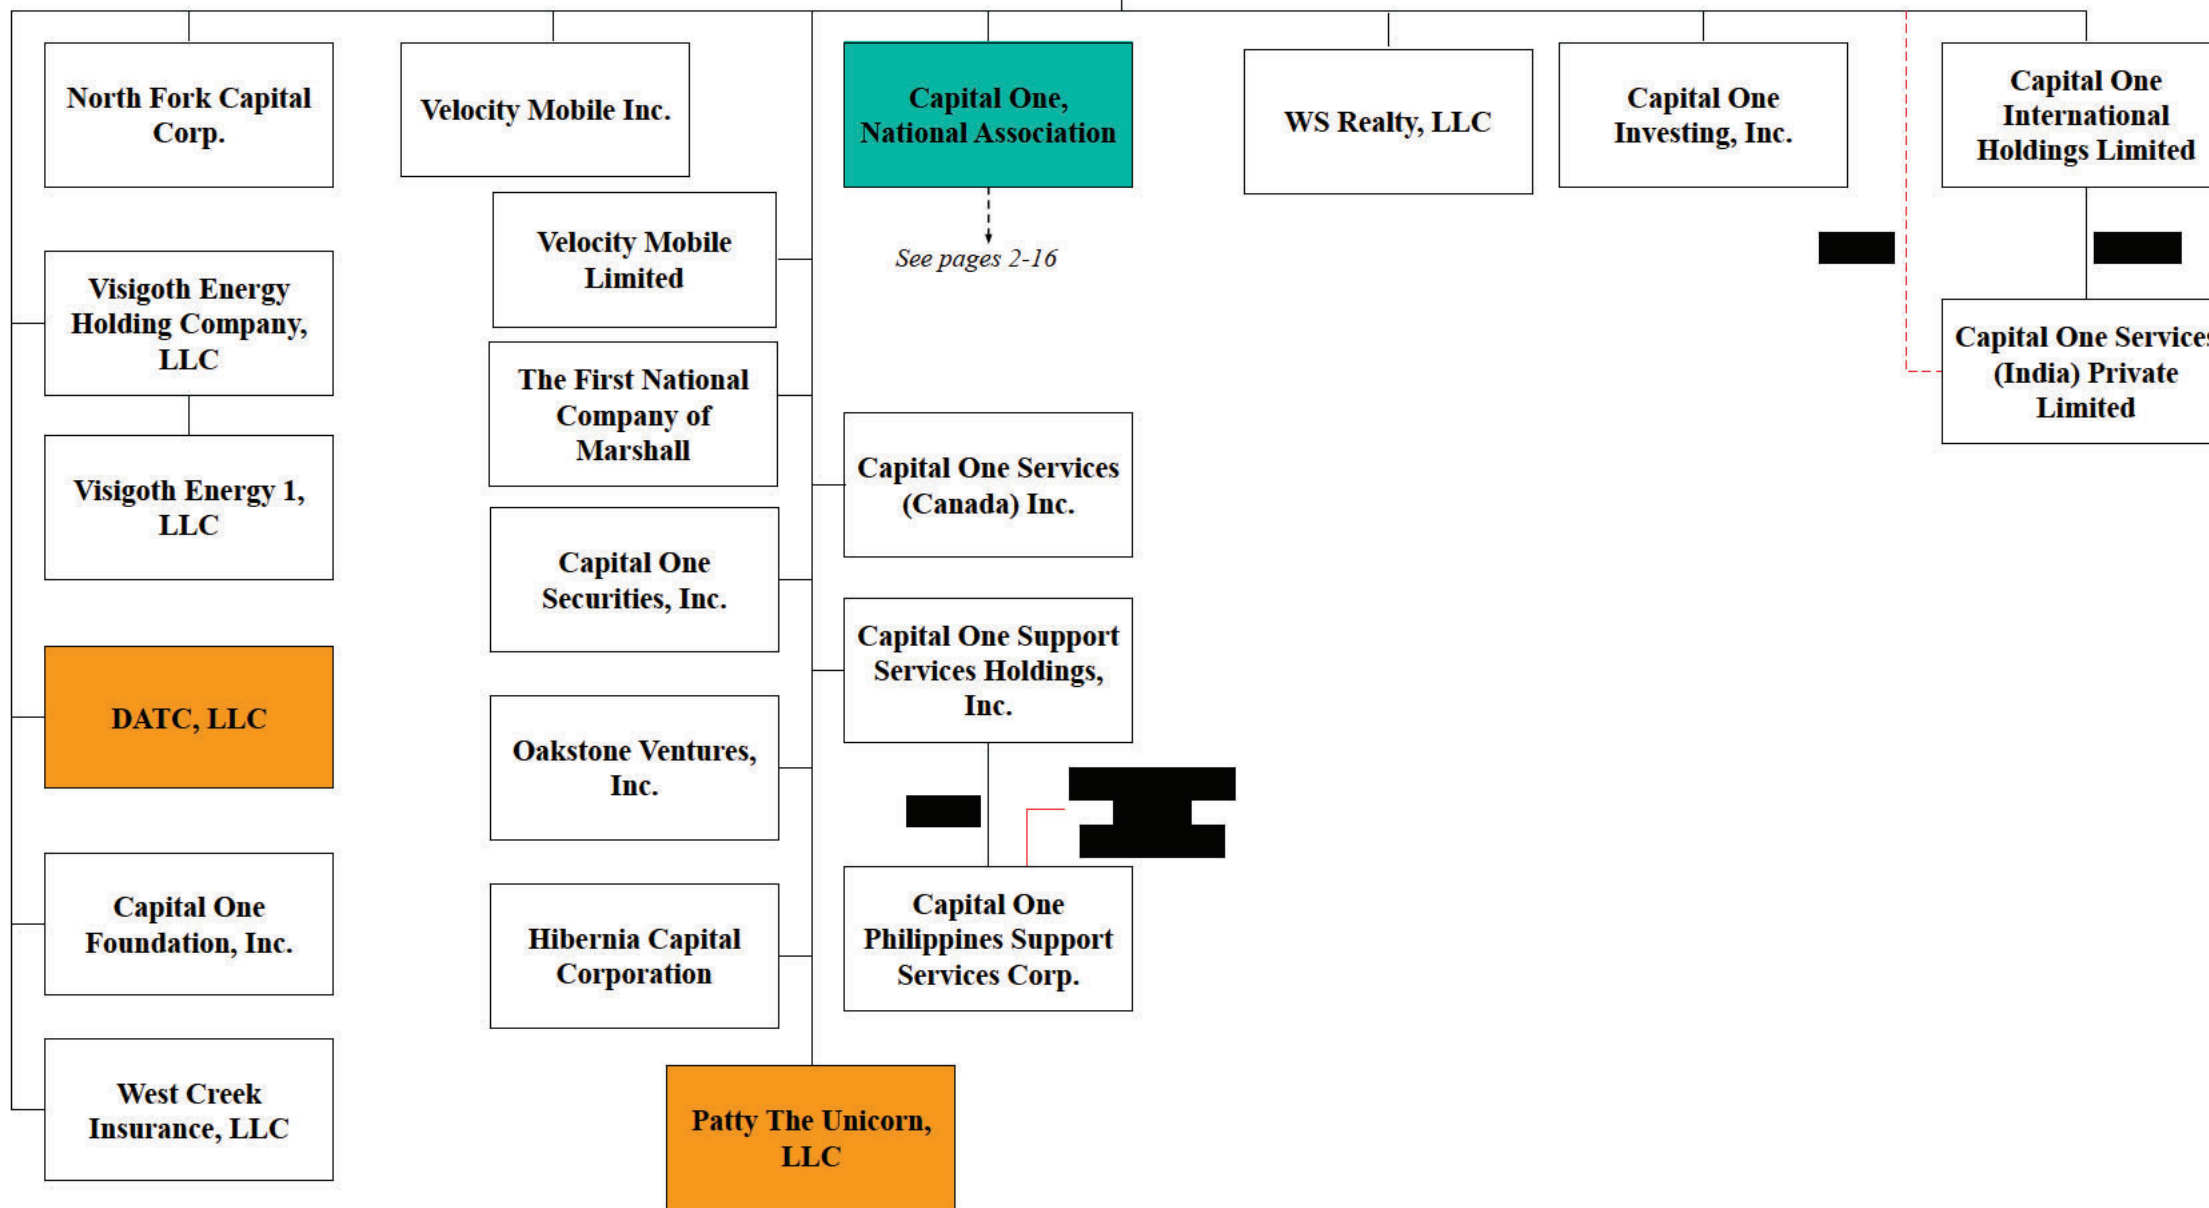 North Fork Capital
Corp.
Velocity Mobile Inc.
Capital One,
National Association
WS Realty, LLC
Capital One
Investing, Inc.
Capital One
International
Holdings Limited
Velocity Mobile
Limited
See pages 2-16
Visigoth Energy
Holding Company,
LLC
Capital One Services
(India) Private
Limited
The First National
Company of
Marshall
Capital One Services
(Canada) Inc.
Visigoth Energy 1,
LLC
Capital One
Securities, Inc.
Capital One Support
Services Holdings,
Inc.
DATC, LLC
Oakstone Ventures,
Inc.
Capital One
Foundation, Inc.
Hibernia Capital
Corporation
Capital One
Philippines Support
Services Corp.
West Creek
Insurance, LLC
Patty The Unicorn,
LLC